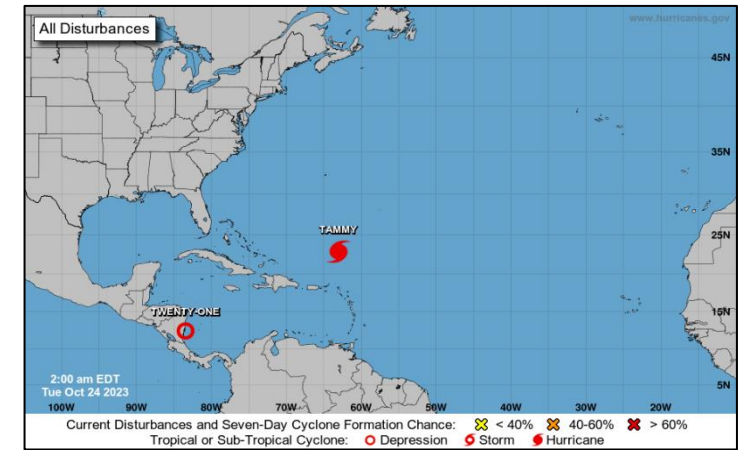 All Disturbances
www.hurricanes.gov
45N
35N
TAMMY
25N
TWENTY-ONE
15N
2:00 am EDT
Tue Oct 24 2023
5N
100W 90W 80W 70W 60W 50W 40W 30W 20W
Current Disturbances and Seven-Day Cyclone Formation Chance: < 40% 40-60% > 60%
Tropical or Sub-Tropical Cyclone: Depression Storm Hurricane